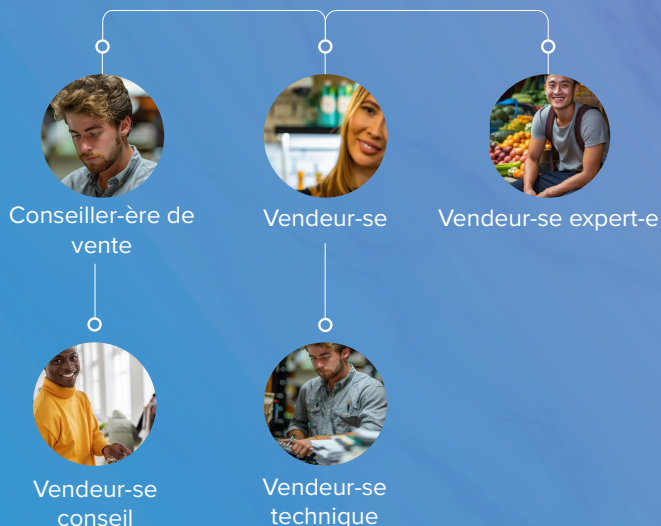 Conseiller-ère de
vente
Vendeur-se
Vendeur-se expert-e
Vendeur-se
conseil
Vendeur-se
technique